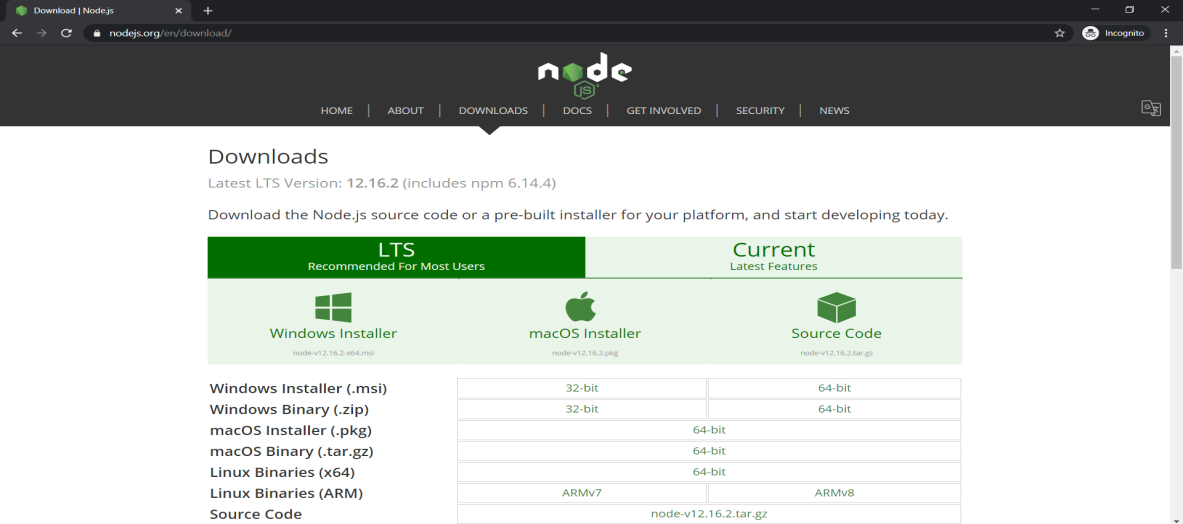 Download | Node.js
nodejs.org/en/download/
Incognito
node
JS
HOME | ABOUT | DOWNLOADS | DOCS | GET INVOLVED | SECURITY | NEWS
Downloads
Latest LTS Version: 12.16.2 (includes npm 6.14.4)
Download the Node.js source code or a pre-built installer for your platform, and start developing today.
LTS
Recommended For Most Users
Current
Latest Features
Windows Installer
node-v12.16.2-x64.msi
macOS Installer
node-v12.16.2.pkg
Source Code
node-v12.16.2.tar.gz
Windows Installer (.msi) 32-bit 64-bit
Windows Binary (.zip) 32-bit 64-bit
macOS Installer (.pkg) 64-bit
macOS Binary (.tar.gz) 64-bit
Linux Binaries (x64) 64-bit
Linux Binaries (ARM) ARMv7 ARMv8
Source Code node-v12.16.2.tar.gz